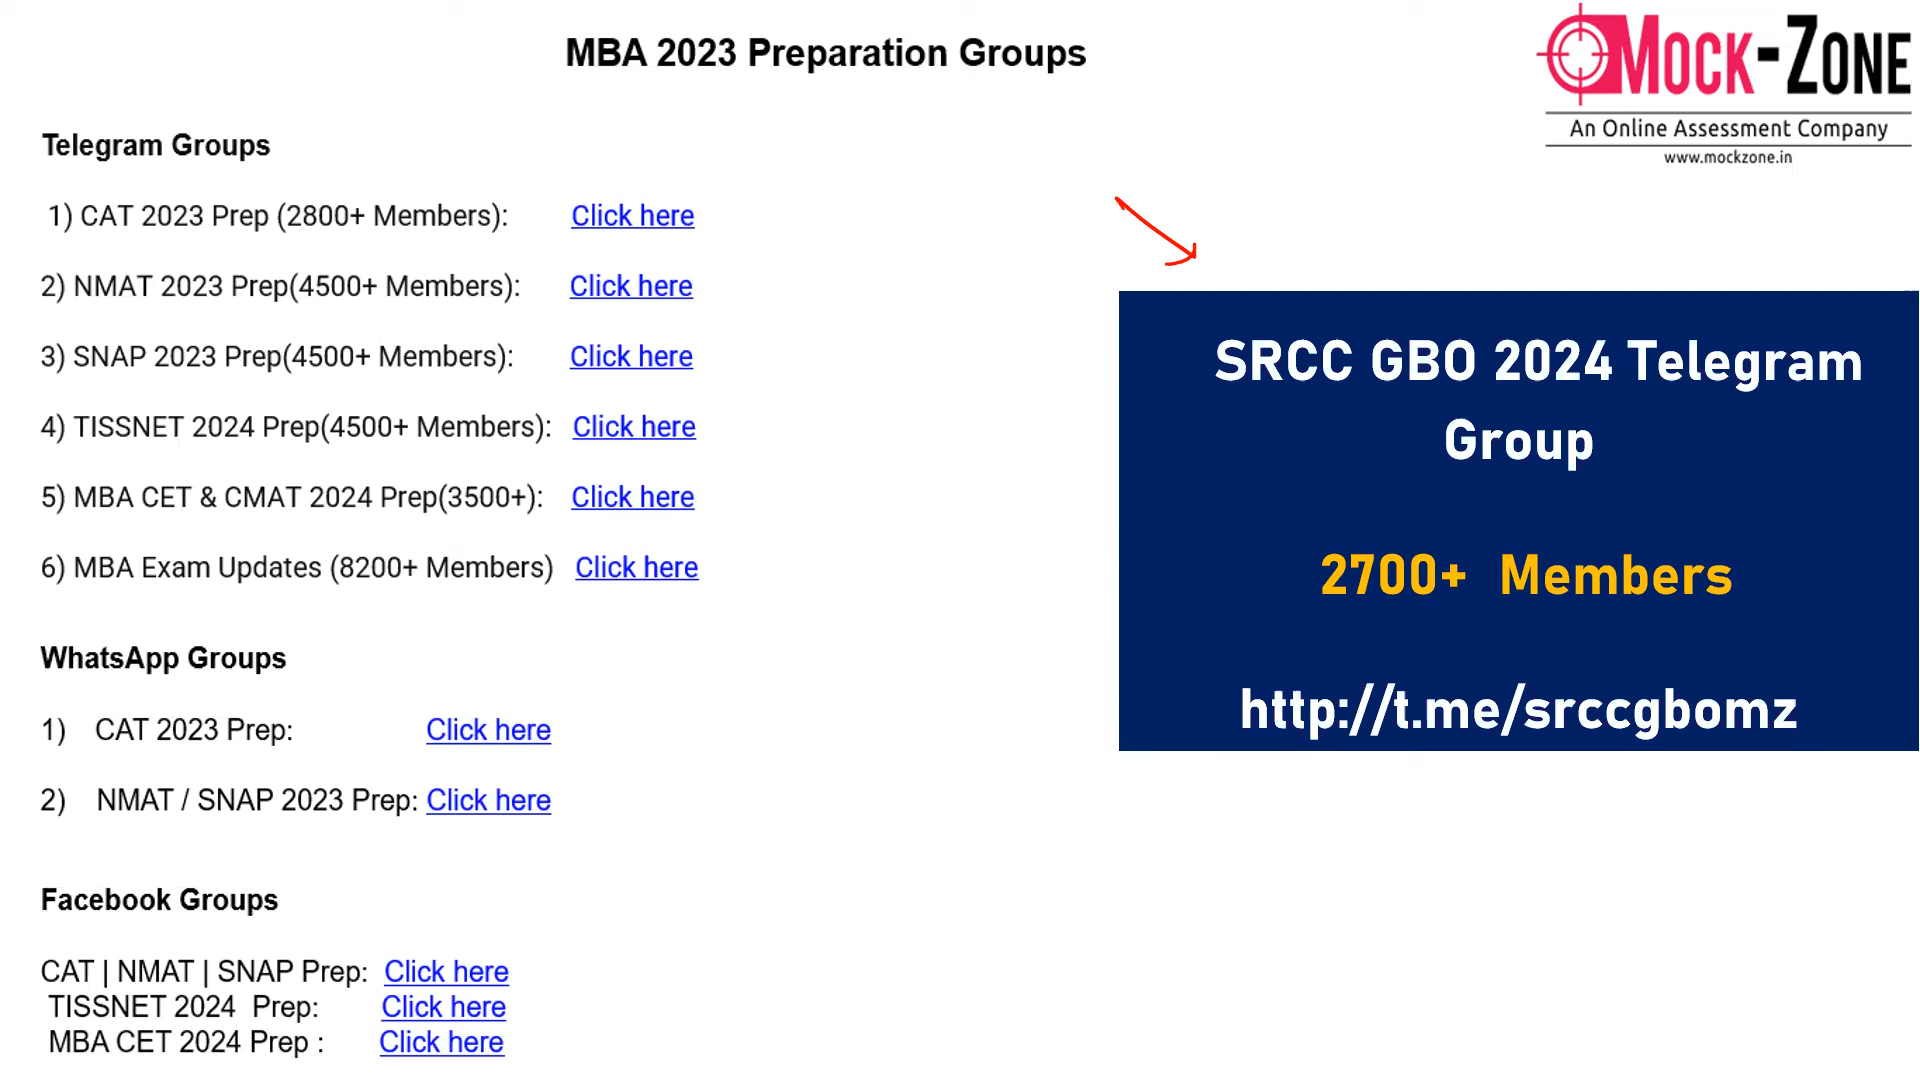 MBA 2023 Preparation Groups
MOCK-ZONE
An Online Assessment Company
www.mockzone.in
Telegram Groups
1) CAT 2023 Prep (2800+ Members): Click here
2) NMAT 2023 Prep(4500+ Members): Click here
3) SNAP 2023 Prep(4500+ Members): Click here
4) TISSNET 2024 Prep(4500+ Members): Click here
5) MBA CET & CMAT 2024 Prep(3500+): Click here
6) MBA Exam Updates (8200+ Members) Click here
SRCC GBO 2024 Telegram
Group
2700+ Members
http://t.me/srccgbomz
WhatsApp Groups
1) CAT 2023 Prep: Click here
2) NMAT / SNAP 2023 Prep: Click here
Facebook Groups
CAT | NMAT | SNAP Prep: Click here
TISSNET 2024 Prep: Click here
MBA CET 2024 Prep : Click here